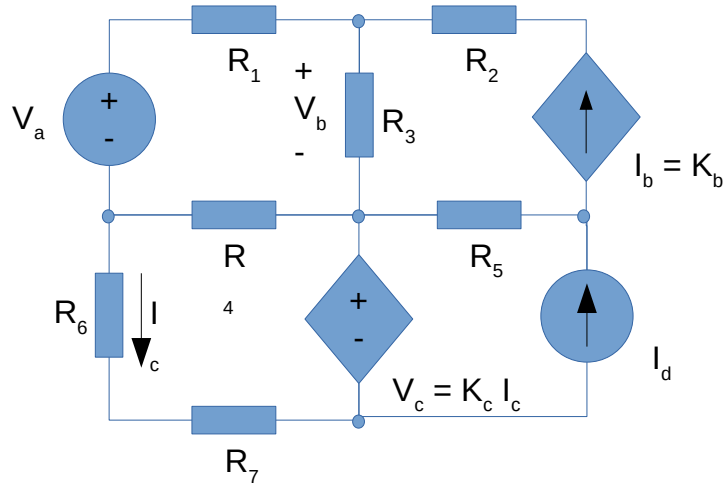 R1
R2
+
Vb
-
R3
Va
+
-
Ib = Kb
R
4
R5
R6
I
c
+
-
Vc = Kc Ic
Id
R7